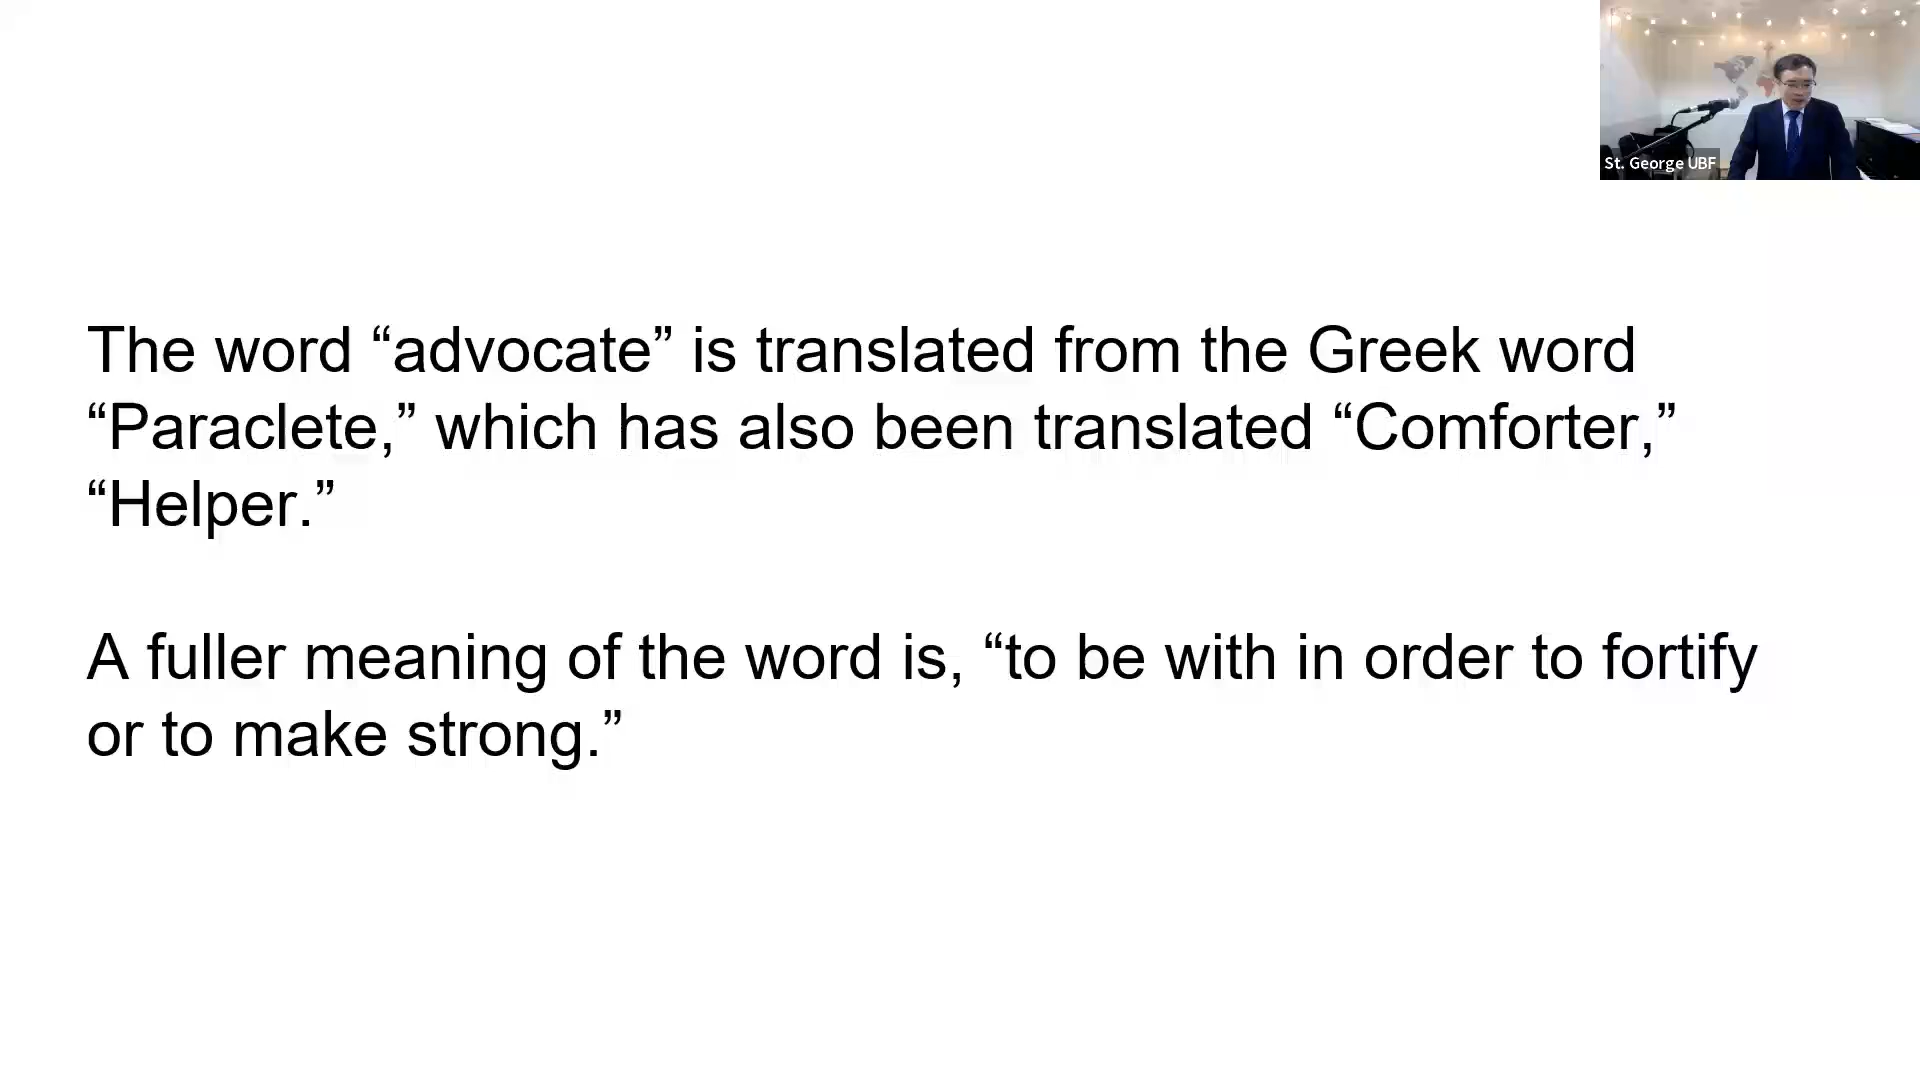 St. George UBF
The word “advocate” is translated from the Greek word
“Paraclete,” which has also been translated “Comforter,”
“Helper.”
A fuller meaning of the word is, “to be with in order to fortify
or to make strong.”